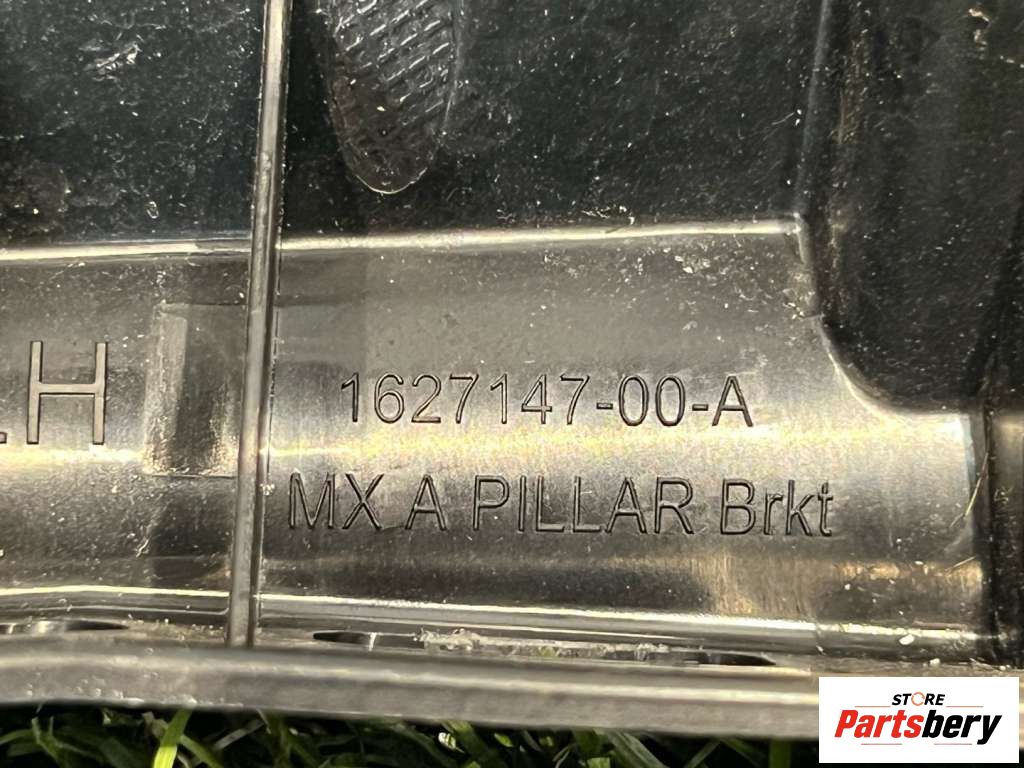 LH
1627147-00-A
MX A PILLAR Brkt
STORE
Partsbery